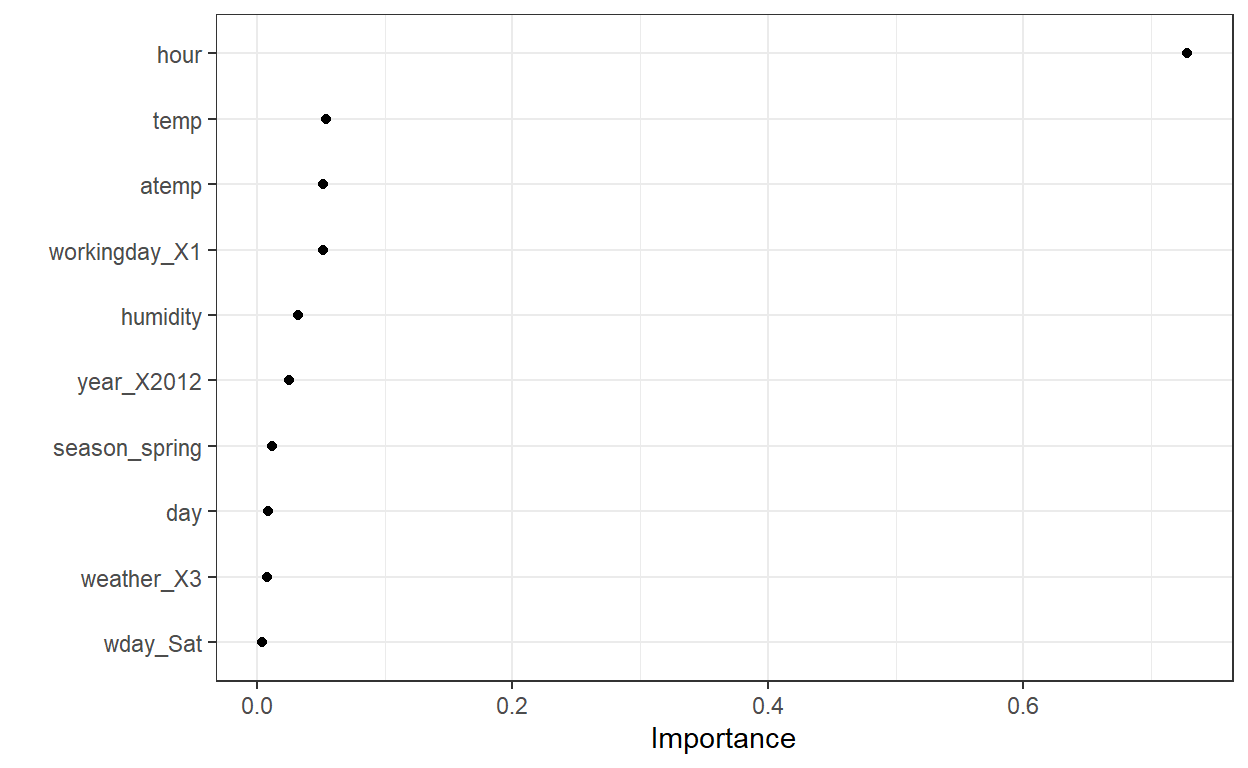 hour
temp
atemp
workingday_X1
humidity
year_X2012
season_spring
day
weather_X3
wday_Sat
0.0 0.2 0.4 0.6
Importance